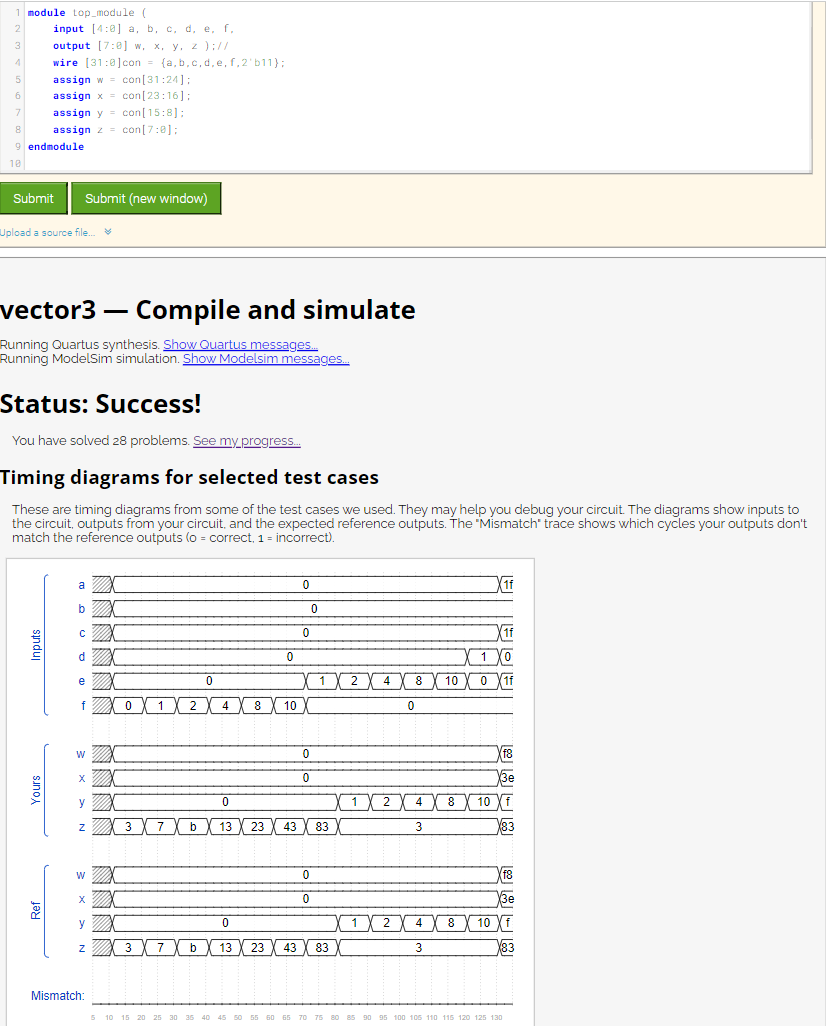 1 module top_module (
2 input [4:0] a, b, c, d, e, f,
3 output [7:0] w, x, y, z );//
4 wire [31:0]con = {a,b,c,d,e,f,2'b11};
5 assign w = con[31:24];
6 assign x = con[23:16];
7 assign y = con[15:8];
8 assign z = con[7:0];
9 endmodule
10
Submit Submit (new window)
Upload a source file...
vector3 — Compile and simulate
Running Quartus synthesis. Show Quartus messages...
Running ModelSim simulation. Show Modelsim messages...
Status: Success!
You have solved 28 problems. See my progress...
Timing diagrams for selected test cases
These are timing diagrams from some of the test cases we used. They may help you debug your circuit. The diagrams show inputs to
the circuit, outputs from your circuit, and the expected reference outputs. The "Mismatch" trace shows which cycles your outputs don't
match the reference outputs (0 = correct, 1 = incorrect).
Inputs
a 0 1f
b 0
c 0 1f
d 0 1 0
e 0 1 2 4 8 10 0 1f
f 0 1 2 4 8 10 0
Yours
w 0 f8
x 0 3e
y 0 1 2 4 8 10 f
z 3 7 b 13 23 43 83 3 83
Ref
w 0 f8
x 0 3e
y 0 1 2 4 8 10 f
z 3 7 b 13 23 43 83 3 83
Mismatch:
5 10 15 20 25 30 35 40 45 50 55 60 65 70 75 80 85 90 95 100 105 110 115 120 125 130